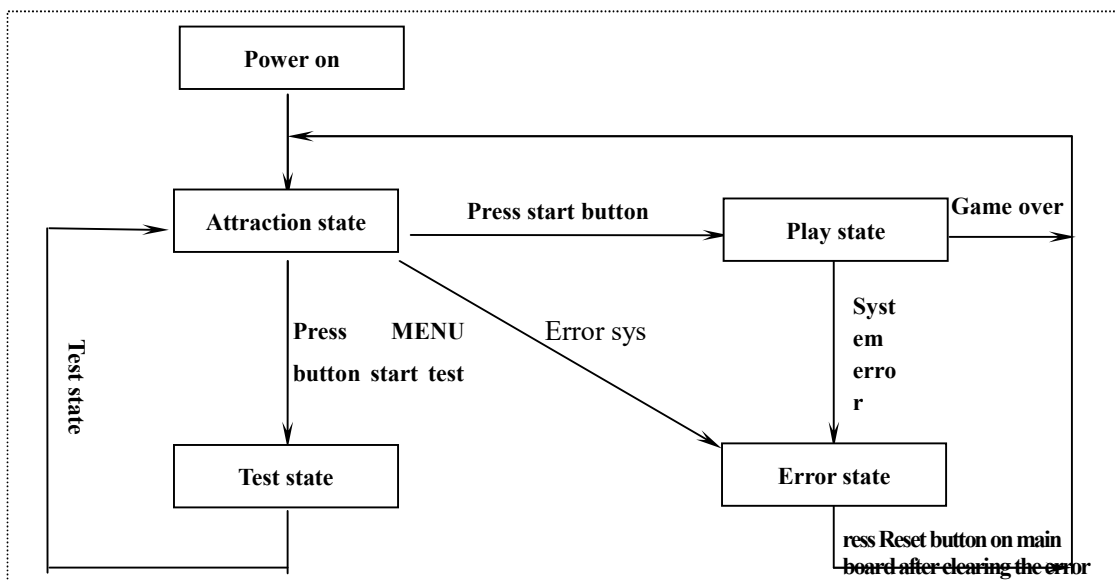 Power on
Attraction state
Press start button
Play state
Game over
Test state
Press MENU
button start test
Error sys
Syst
em
erro
r
Test state
Error state
ress Reset button on main
board after clearing the error